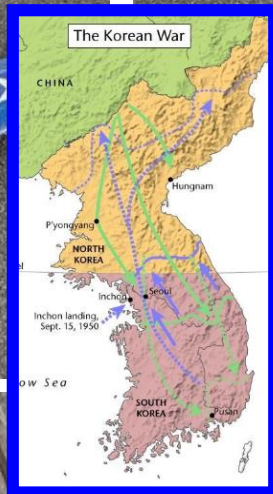 The Korean War
CHINA
Hungnam
P'yongyang
NORTH
KOREA
Inchon
Seoul
Inchon landing,
Sept. 15, 1950
ow Sea
SOUTH
KOREA
Pusan